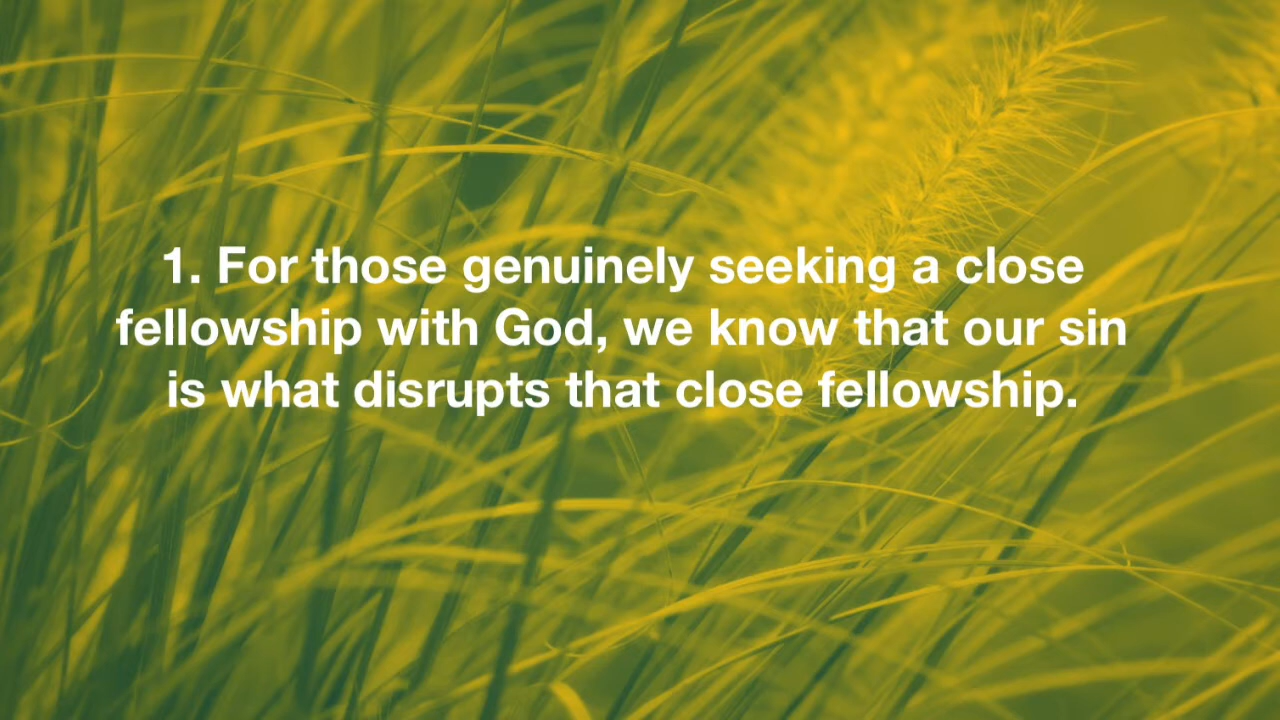 1. For those genuinely seeking a close
fellowship with God, we know that our sin
is what disrupts that close fellowship.